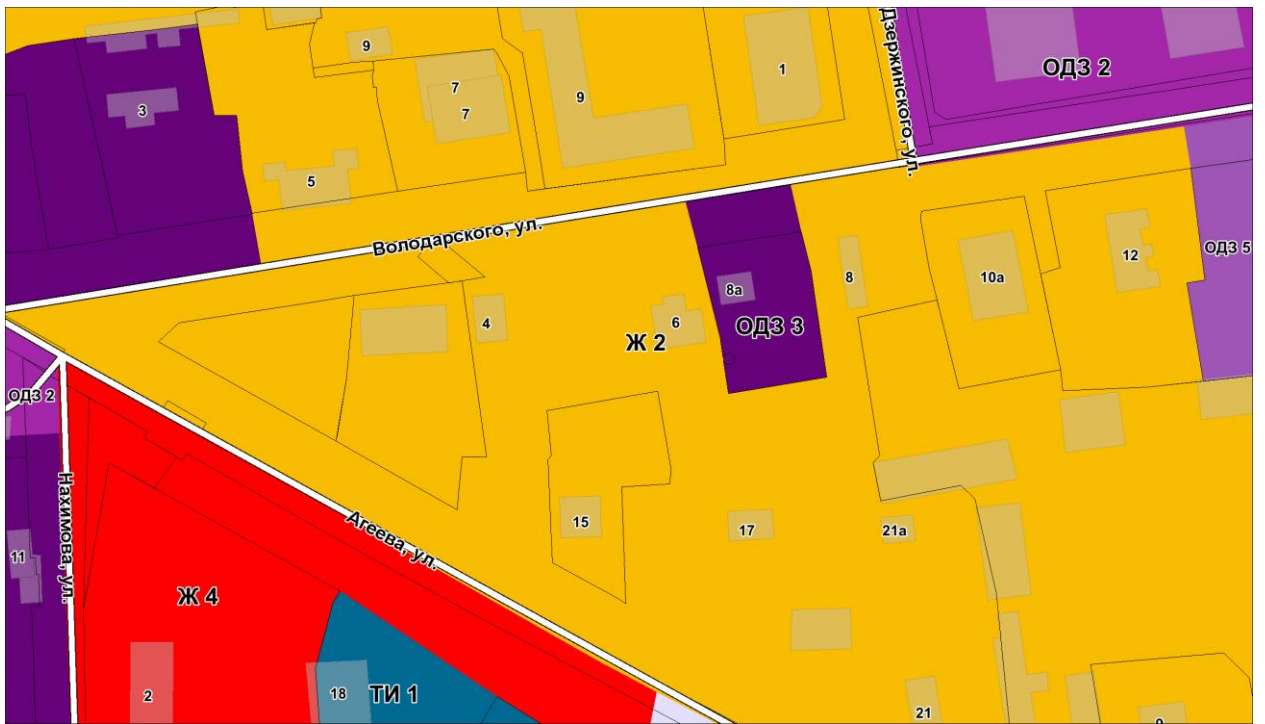 9
7
7
9
1
Дзержинского, ул.
ОДЗ 2
3
5
Володарского, ул.
8а
ОДЗ 3
8
10а
12
ОДЗ 5
4
6
Ж 2
ОДЗ 2
Нахимова, ул.
11
Агеева, ул.
15
17
21а
Ж 4
2
18
ТИ 1
21